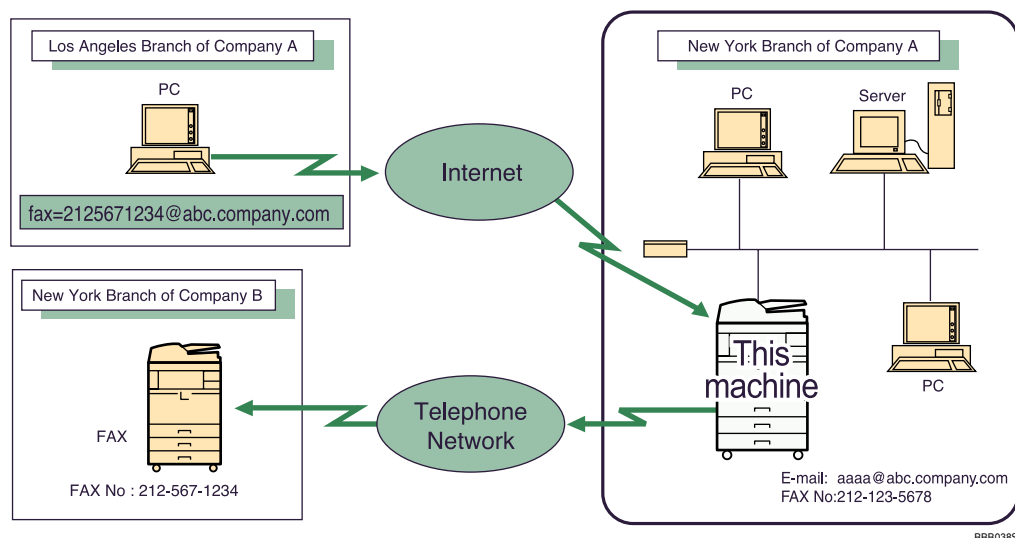 Los Angeles Branch of Company A
PC
fax=2125671234@abc.company.com
Internet
New York Branch of Company A
PC
Server
This
machine
PC
E-mail: aaaa@abc.company.com
FAX No:212-123-5678
New York Branch of Company B
FAX
FAX No : 212-567-1234
Telephone
Network
BBB038S